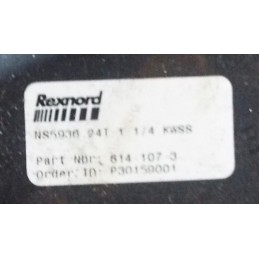 Rexnord
NS5936 24T 1 1/4 KWSS
Part Nbr: 614-107-3
Order ID: P30159001